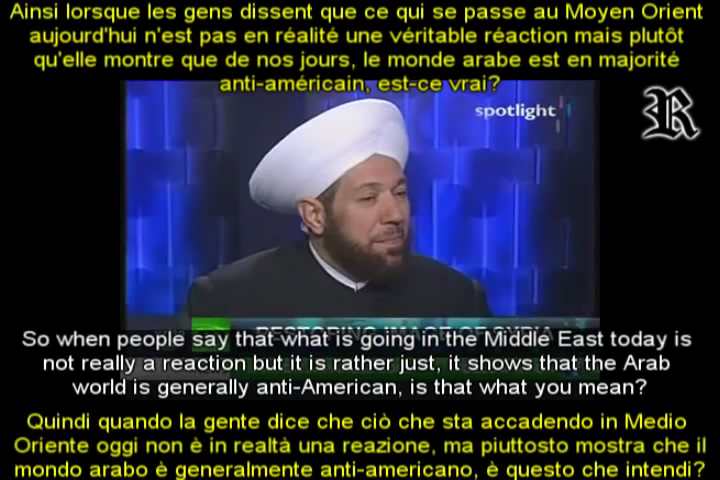 Ainsi lorsque les gens dissent que ce qui se passe au Moyen Orient
aujourd'hui n'est pas en réalité une véritable réaction mais plutôt
qu'elle montre que de nos jours, le monde arabe est en majorité
anti-américain, est-ce vrai?
spotlight
R
RESTORING IMAGE OF SYRIA
So when people say that what is going in the Middle East today is
not really a reaction but it is rather just, it shows that the Arab
world is generally anti-American, is that what you mean?
Quindi quando la gente dice che ciò che sta accadendo in Medio
Oriente oggi non è in realtà una reazione, ma piuttosto mostra che il
mondo arabo è generalmente anti-americano, è questo che intendi?